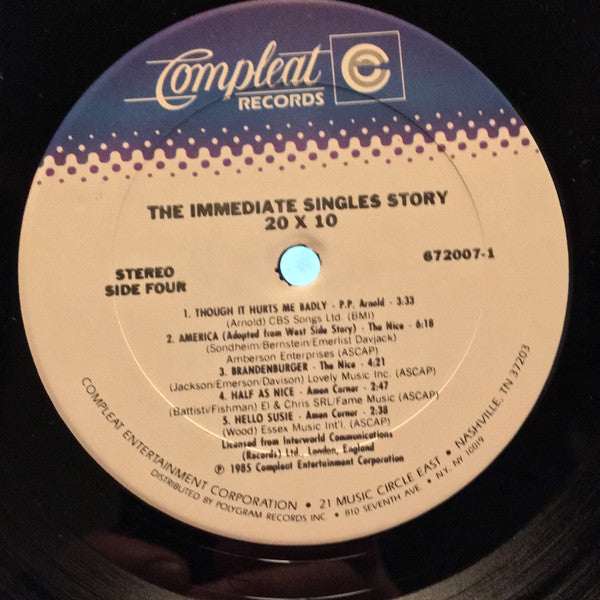 Compleat
RECORDS
THE IMMEDIATE SINGLES STORY
20 X 10
STEREO
SIDE FOUR
672007-1
1. THOUGH IT HURTS ME BADLY - P.P. Arnold - 3:33
(Arnold) CBS Songs Ltd. (BMI)
2. AMERICA (Adapted from West Side Story) - The Nice - 6:18
(Sondheim/Bernstein/Emerlist Davjack)
Amberson Enterprises (ASCAP)
3. BRANDENBURGER - The Nice - 4:21
(Jackson/Emerson/Davison) Lovely Music Inc. (ASCAP)
4. HALF AS NICE - Amen Corner - 2:47
(Battisti/Fishman) El & Chris SRL/Fame Music (ASCAP)
5. HELLO SUSIE - Amen Corner - 2:38
(Wood) Essex Music Int'l. (ASCAP)
Licensed from Interworld Communications
(Records) Ltd., London, England
℗ 1985 Compleat Entertainment Corporation
COMPLEAT ENTERTAINMENT CORPORATION • 21 MUSIC CIRCLE EAST • NASHVILLE, TN 37203
DISTRIBUTED BY POLYGRAM RECORDS INC • 810 SEVENTH AVE • NY, NY 10019